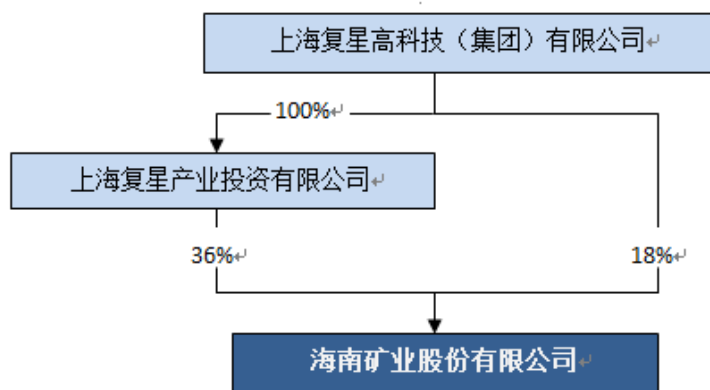 上海复星高科技（集团）有限公司
100%
上海复星产业投资有限公司
36%
18%
海南矿业股份有限公司